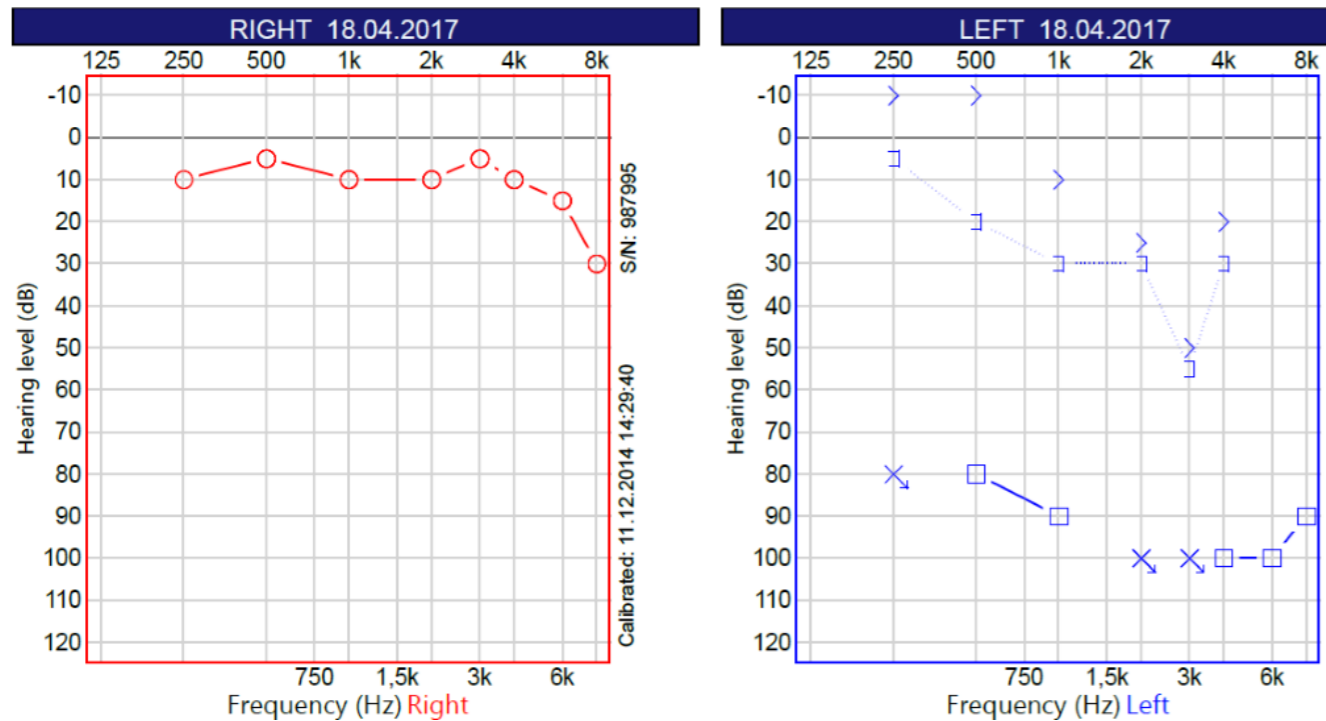 RIGHT 18.04.2017
125 250 500 1k 2k 3k 4k 8k
-10
0
10
20
30
40
50
60
70
80
90
100
110
120
Hearing level (dB)
750 1,5k 3k 6k
Frequency (Hz) Right
S/N: 987995
Calibrated: 11.12.2014 14:29:40
LEFT 18.04.2017
125 250 500 1k 2k 4k 8k
-10
0
10
20
30
40
50
60
70
80
90
100
110
120
Hearing level (dB)
750 1,5k 3k 6k
Frequency (Hz) Left